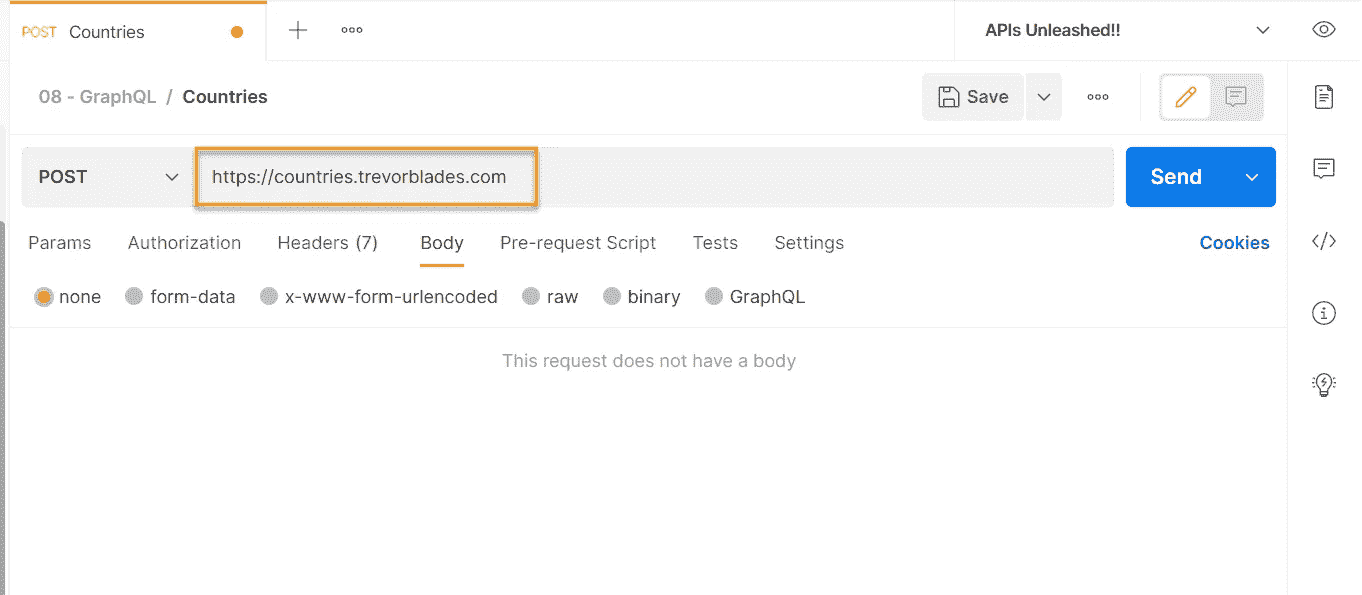 POST Countries
APIs Unleashed!!
08 - GraphQL / Countries
Save
POST
https://countries.trevorblades.com
Send
Params Authorization Headers (7) Body Pre-request Script Tests Settings Cookies
none form-data x-www-form-urlencoded raw binary GraphQL
This request does not have a body